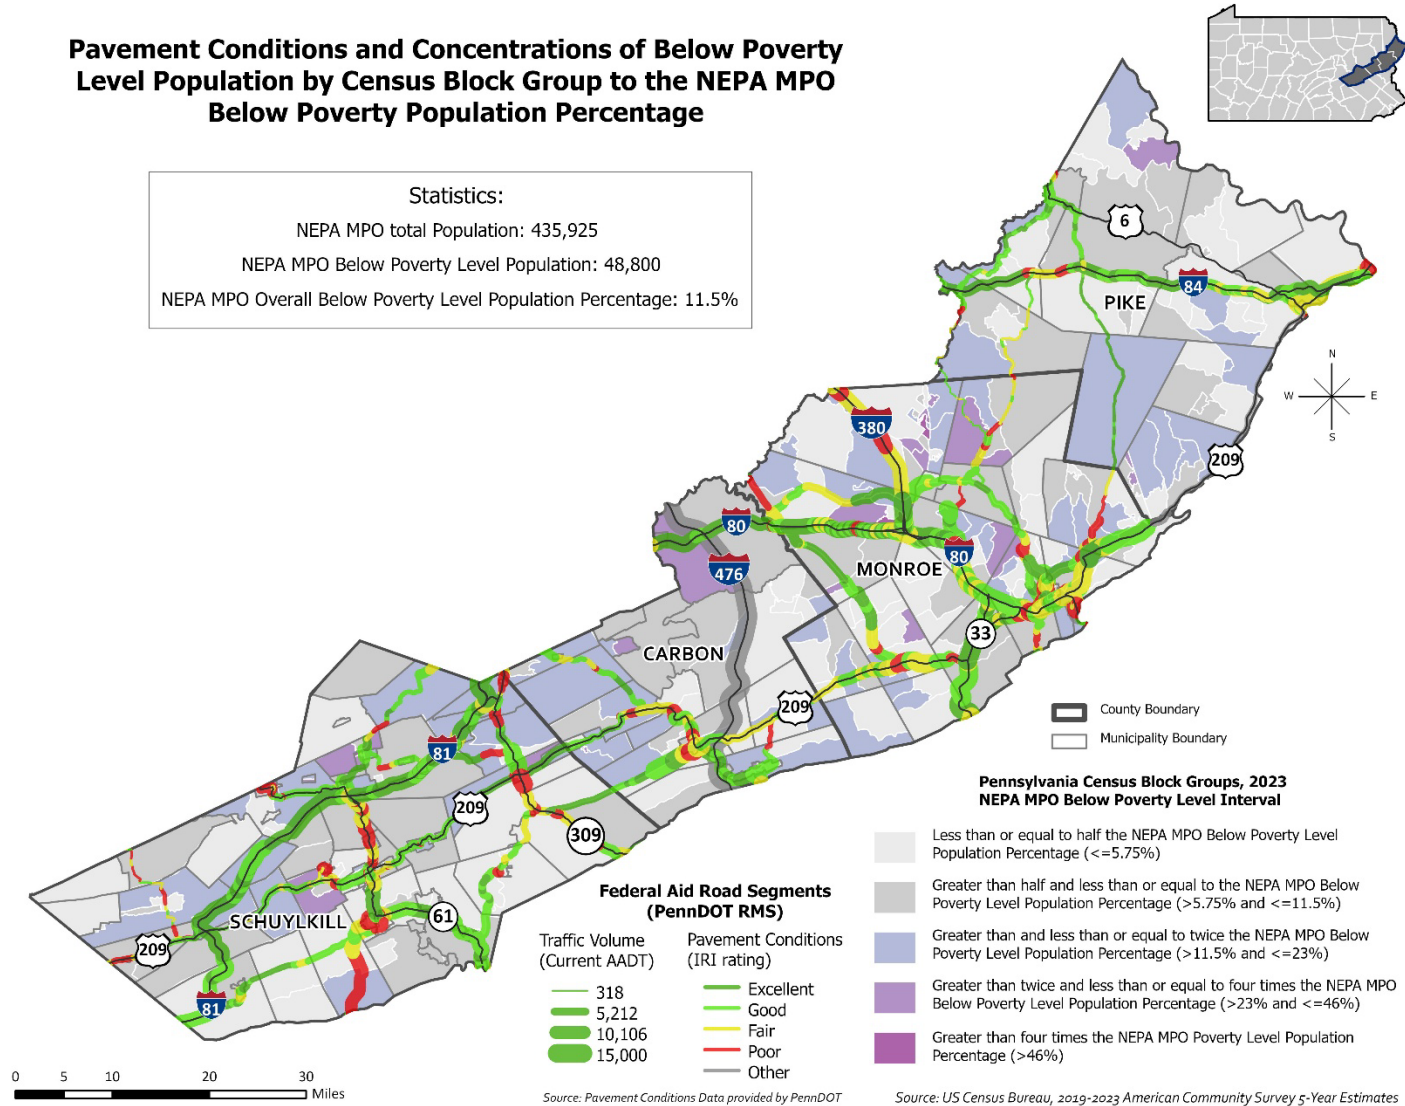 Pavement Conditions and Concentrations of Below Poverty
Level Population by Census Block Group to the NEPA MPO
Below Poverty Population Percentage
Statistics:
NEPA MPO total Population: 435,925
NEPA MPO Below Poverty Level Population: 48,800
NEPA MPO Overall Below Poverty Level Population Percentage: 11.5%
6
84
PIKE
N
W
E
S
380
209
80
80
476
MONROE
33
CARBON
209
81
209
309
61
SCHUYLKILL
209
81
County Boundary
Municipality Boundary
Pennsylvania Census Block Groups, 2023
NEPA MPO Below Poverty Level Interval
Less than or equal to half the NEPA MPO Below Poverty Level
Population Percentage (<=5.75%)
Greater than half and less than or equal to the NEPA MPO Below
Poverty Level Population Percentage (>5.75% and <=11.5%)
Greater than and less than or equal to twice the NEPA MPO Below
Poverty Level Population Percentage (>11.5% and <=23%)
Greater than twice and less than or equal to four times the NEPA MPO
Below Poverty Level Population Percentage (>23% and <=46%)
Greater than four times the NEPA MPO Poverty Level Population
Percentage (>46%)
Federal Aid Road Segments
(PennDOT RMS)
Traffic Volume
(Current AADT)
318
5,212
10,106
15,000
Pavement Conditions
(IRI rating)
Excellent
Good
Fair
Poor
Other
0 5 10 20 30
Miles
Source: Pavement Conditions Data provided by PennDOT
Source: US Census Bureau, 2019-2023 American Community Survey 5-Year Estimates